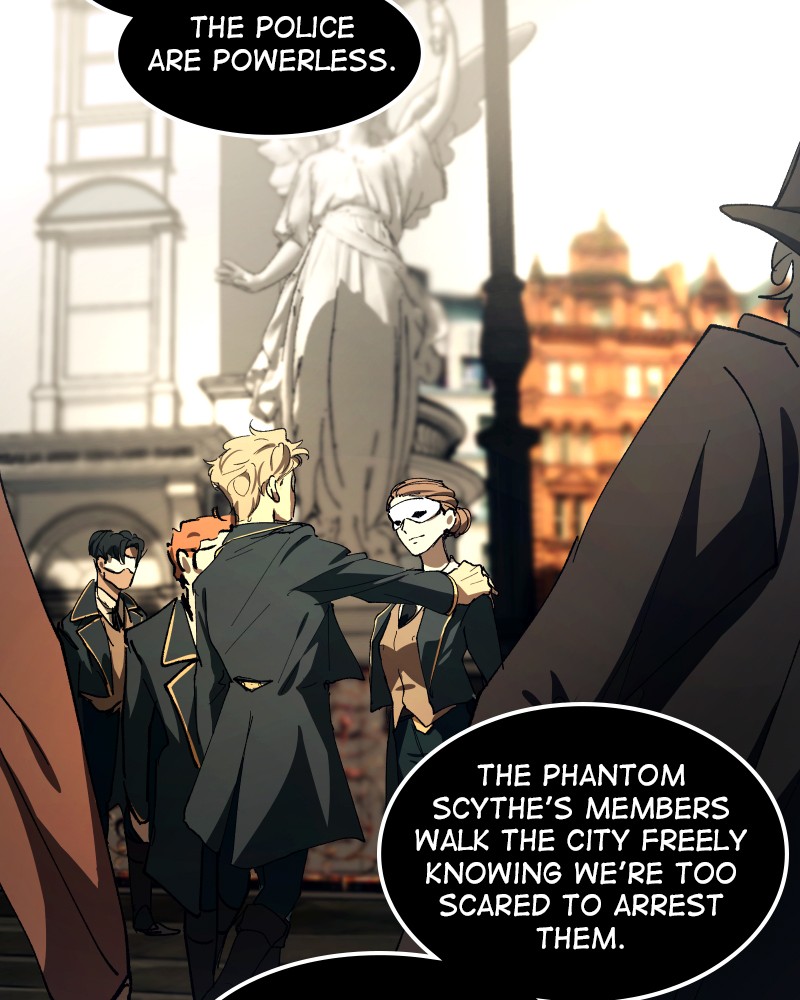 THE POLICE
ARE POWERLESS.
THE PHANTOM
SCYTHE'S MEMBERS
WALK THE CITY FREELY
KNOWING WE'RE TOO
SCARED TO ARREST
THEM.